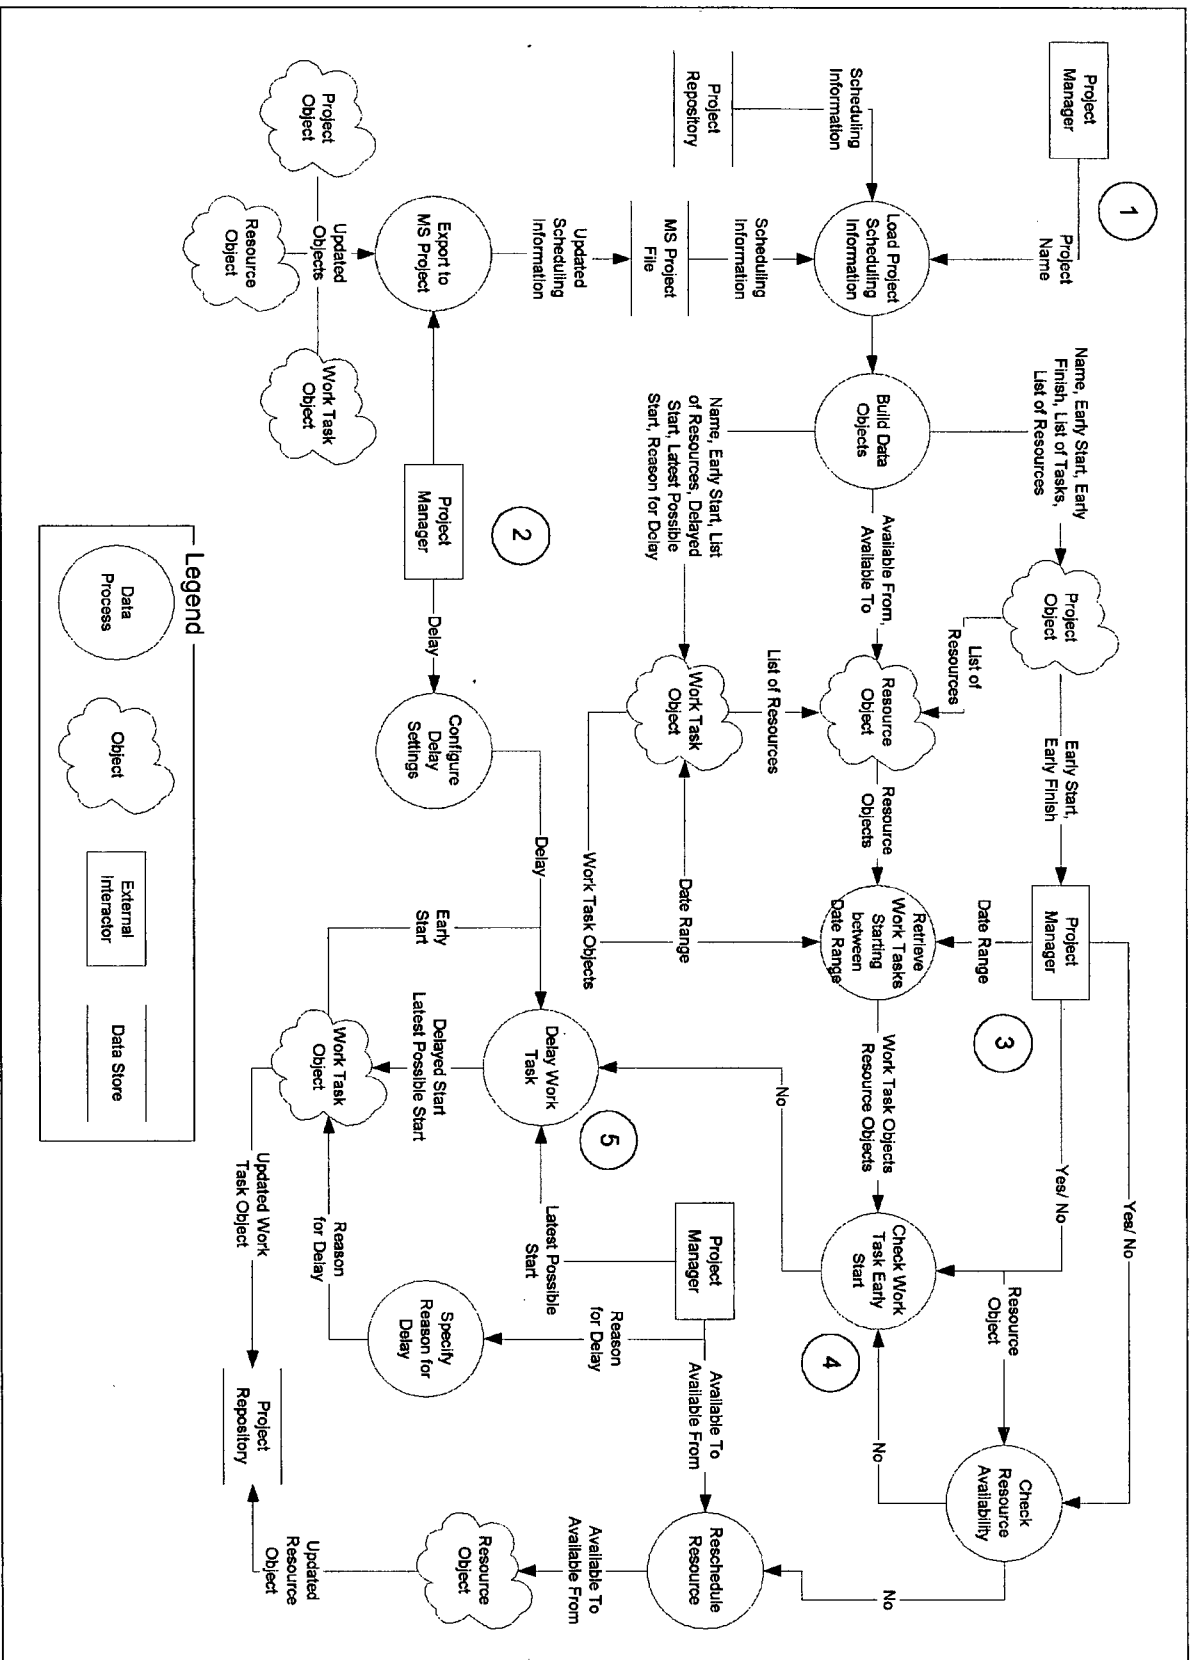 Project
Manager
1
Project
Name
Scheduling
Information
Project
Repository
Load Project
Scheduling
Information
Scheduling
Information
MS Project
File
Updated
Scheduling
Information
Export to
MS Project
Updated
Objects
Project
Object
Resource
Object
Work Task
Object
Name, Early Start, Early
Finish, List of Tasks,
List of Resources
Build Data
Objects
Available From,
Available To
Name, Early Start, List
of Resources, Delayed
Start, Latest Possible
Start, Reason for Delay
Project
Manager
2
Delay
Configure
Delay
Settings
Delay
Project
Object
List of
Resources
Resource
Object
List of Resources
Work Task
Object
Early Start,
Early Finish
Resource
Objects
Date Range
Work Task Objects
Project
Manager
3
Date Range
Retrieve
Work Tasks
Starting
between
Date Range
Yes/ No
Yes/ No
Work Task Objects
Resource Objects
Check Work
Task Early
Start
4
Resource
Object
Check
Resource
Availability
No
No
No
Delay Work
Task
5
Early
Start
Delayed Start
Latest Possible Start
Work Task
Object
Latest Possible
Start
Project
Manager
Reason
for Delay
Specify
Reason for
Delay
Reason
for Delay
Available To
Available From
Reschedule
Resource
Available To
Available From
Resource
Object
Updated
Resource
Object
Updated Work
Task Object
Project
Repository
Legend
Data
Process
Object
External
Interactor
Data Store